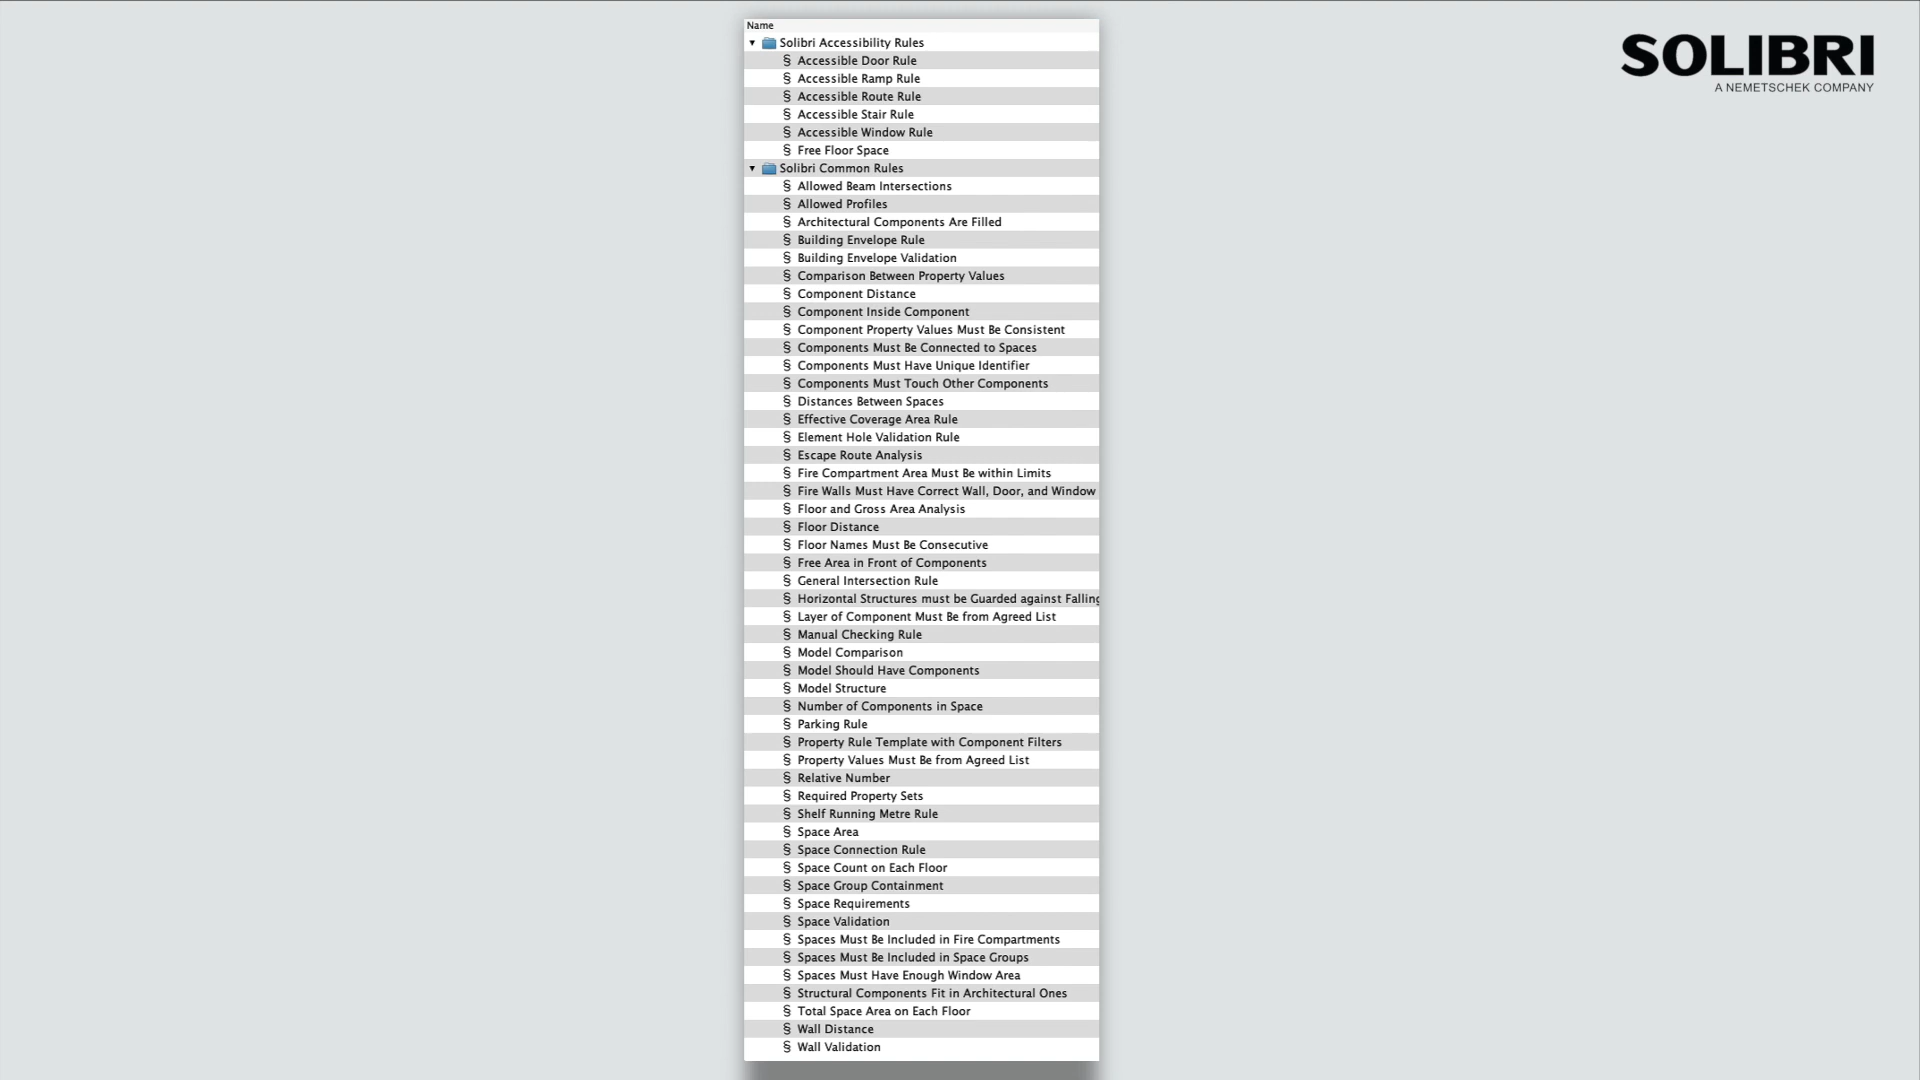 Name
Solibri Accessibility Rules
§ Accessible Door Rule
§ Accessible Ramp Rule
§ Accessible Route Rule
§ Accessible Stair Rule
§ Accessible Window Rule
§ Free Floor Space
Solibri Common Rules
§ Allowed Beam Intersections
§ Allowed Profiles
§ Architectural Components Are Filled
§ Building Envelope Rule
§ Building Envelope Validation
§ Comparison Between Property Values
§ Component Distance
§ Component Inside Component
§ Component Property Values Must Be Consistent
§ Components Must Be Connected to Spaces
§ Components Must Have Unique Identifier
§ Components Must Touch Other Components
§ Distances Between Spaces
§ Effective Coverage Area Rule
§ Element Hole Validation Rule
§ Escape Route Analysis
§ Fire Compartment Area Must Be within Limits
§ Fire Walls Must Have Correct Wall, Door, and Window
§ Floor and Gross Area Analysis
§ Floor Distance
§ Floor Names Must Be Consecutive
§ Free Area in Front of Components
§ General Intersection Rule
§ Horizontal Structures must be Guarded against Falling
§ Layer of Component Must Be from Agreed List
§ Manual Checking Rule
§ Model Comparison
§ Model Should Have Components
§ Model Structure
§ Number of Components in Space
§ Parking Rule
§ Property Rule Template with Component Filters
§ Property Values Must Be from Agreed List
§ Relative Number
§ Required Property Sets
§ Shelf Running Metre Rule
§ Space Area
§ Space Connection Rule
§ Space Count on Each Floor
§ Space Group Containment
§ Space Requirements
§ Space Validation
§ Spaces Must Be Included in Fire Compartments
§ Spaces Must Be Included in Space Groups
§ Spaces Must Have Enough Window Area
§ Structural Components Fit in Architectural Ones
§ Total Space Area on Each Floor
§ Wall Distance
§ Wall Validation
SOLIBRI
A NEMETSCHEK COMPANY